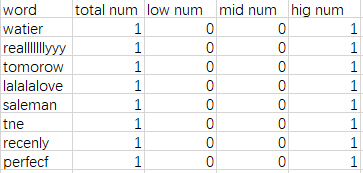 word total num low num mid num hig num
watier 1 0 0 1
realllllllyyy 1 0 0 1
tomorow 1 0 0 1
lalalalove 1 0 0 1
saleman 1 0 0 1
tne 1 0 0 1
recenly 1 0 0 1
perfecf 1 0 0 1